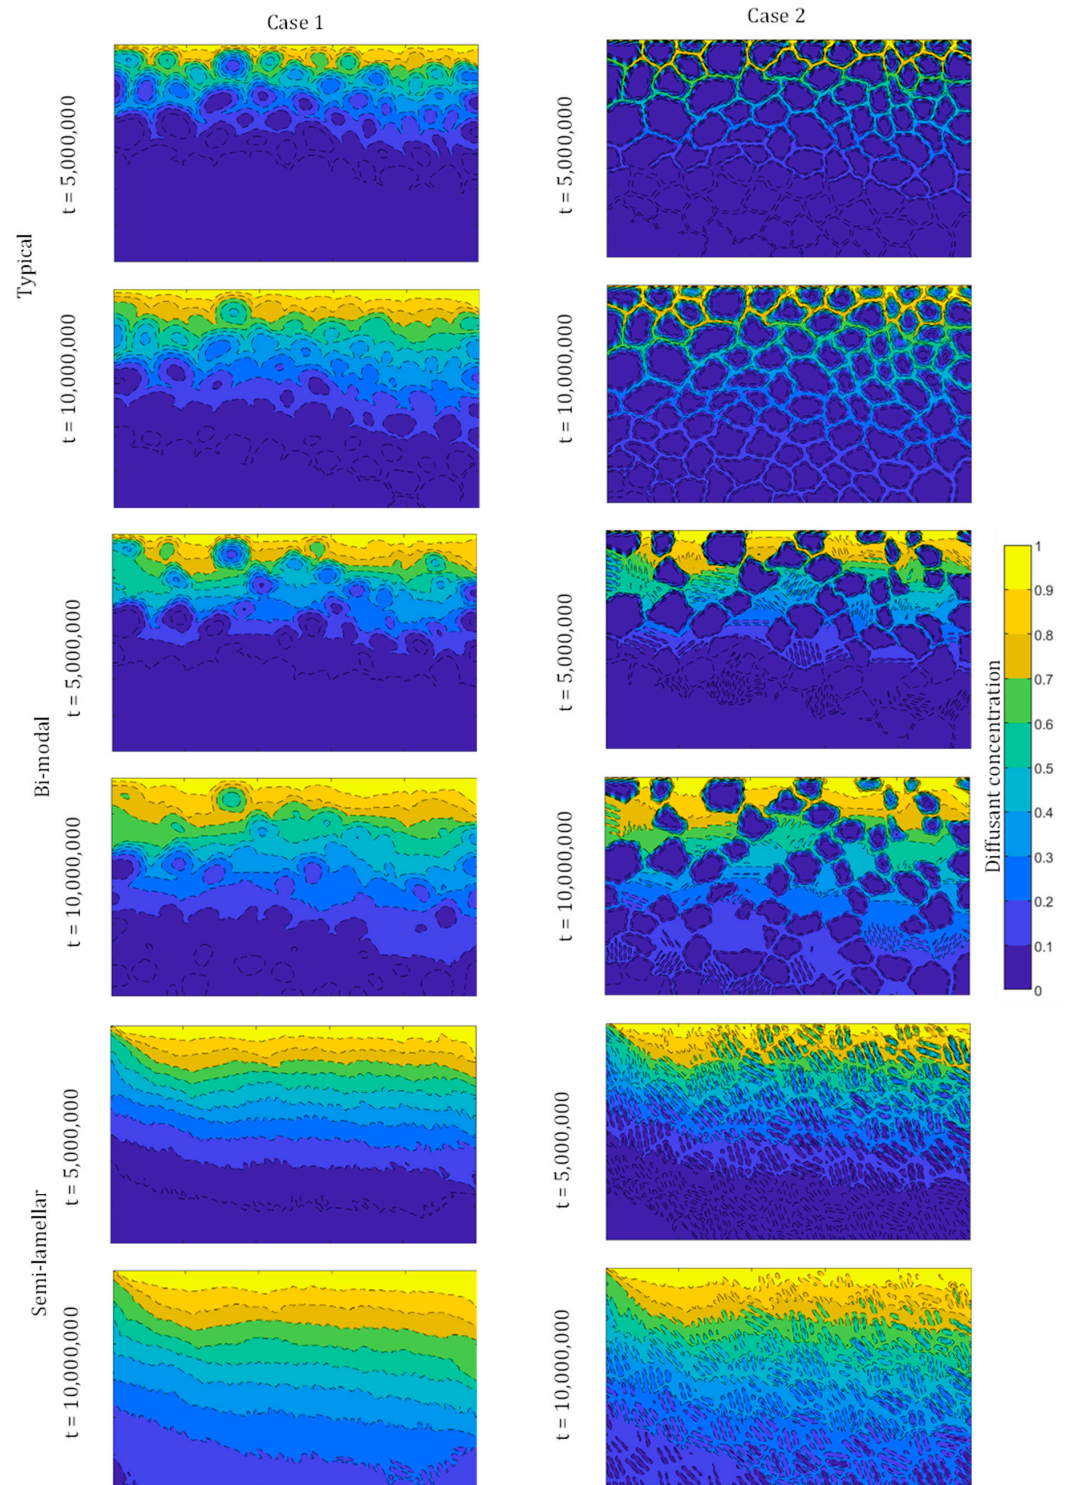 Case 1
Case 2
Typical
t = 5,000,000
t = 5,000,000
t = 10,000,000
t = 10,000,000
Bi-modal
t = 5,000,000
t = 5,000,000
t = 10,000,000
t = 10,000,000
Semi-lamellar
t = 5,000,000
t = 5,000,000
t = 10,000,000
t = 10,000,000
Diffusant concentration
1
0.9
0.8
0.7
0.6
0.5
0.4
0.3
0.2
0.1
0